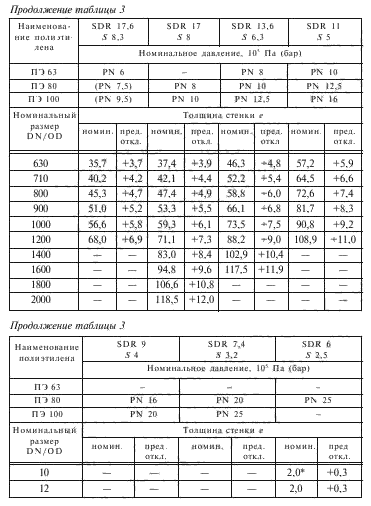 Продолжение таблицы 3
Наименова-ние полиэти-лена SDR 17,6 SDR 17 SDR 13,6 SDR 11
S 8,3 S 8 S 6,3 S 5
Номинальное давление, 10⁵ Па (бар)
ПЭ 63 PN 6 – PN 8 PN 10
ПЭ 80 (PN 7,5) PN 8 PN 10 PN 12,5
ПЭ 100 (PN 9,5) PN 10 PN 12,5 PN 16
Номинальный размер DN/OD Толщина стенки e
номин. пред. откл. номин. пред. откл. номин. пред. откл номин. пред. откл.
630 35,7 +3,7 37,4 +3,9 46,3 +4,8 57,2 +5,9
710 40,2 +4,2 42,1 +4,4 52,2 +5,4 64,5 +6,6
800 45,3 +4,7 47,4 +4,9 58,8 +6,0 72,6 +7,4
900 51,0 +5,2 53,3 +5,5 66,1 +6,8 81,7 +8,3
1000 56,6 +5,8 59,3 +6,1 73,5 +7,5 90,8 +9,2
1200 68,0 +6,9 71,1 +7,3 88,2 +9,0 108,9 +11,0
1400 — — 83,0 +8,4 102,9 +10,4 — —
1600 — — 94,8 +9,6 117,5 +11,9 — —
1800 — — 106,6 +10,8 — — — —
2000 — — 118,5 +12,0 — — — —
Продолжение таблицы 3
Наименование полиэтилена SDR 9 SDR 7,4 SDR 6
S 4 S 3,2 S 2,5
Номинальное давление, 10⁵ Па (бар)
ПЭ 63 – – –
ПЭ 80 PN 16 PN 20 PN 25
ПЭ 100 PN 20 PN 25 –
Номинальный размер DN/OD Толщина стенки e
номин. пред. откл. номин. пред. откл. номин. пред откл.
10 — — — — 2,0* +0,3
12 — — — — 2,0 +0,3